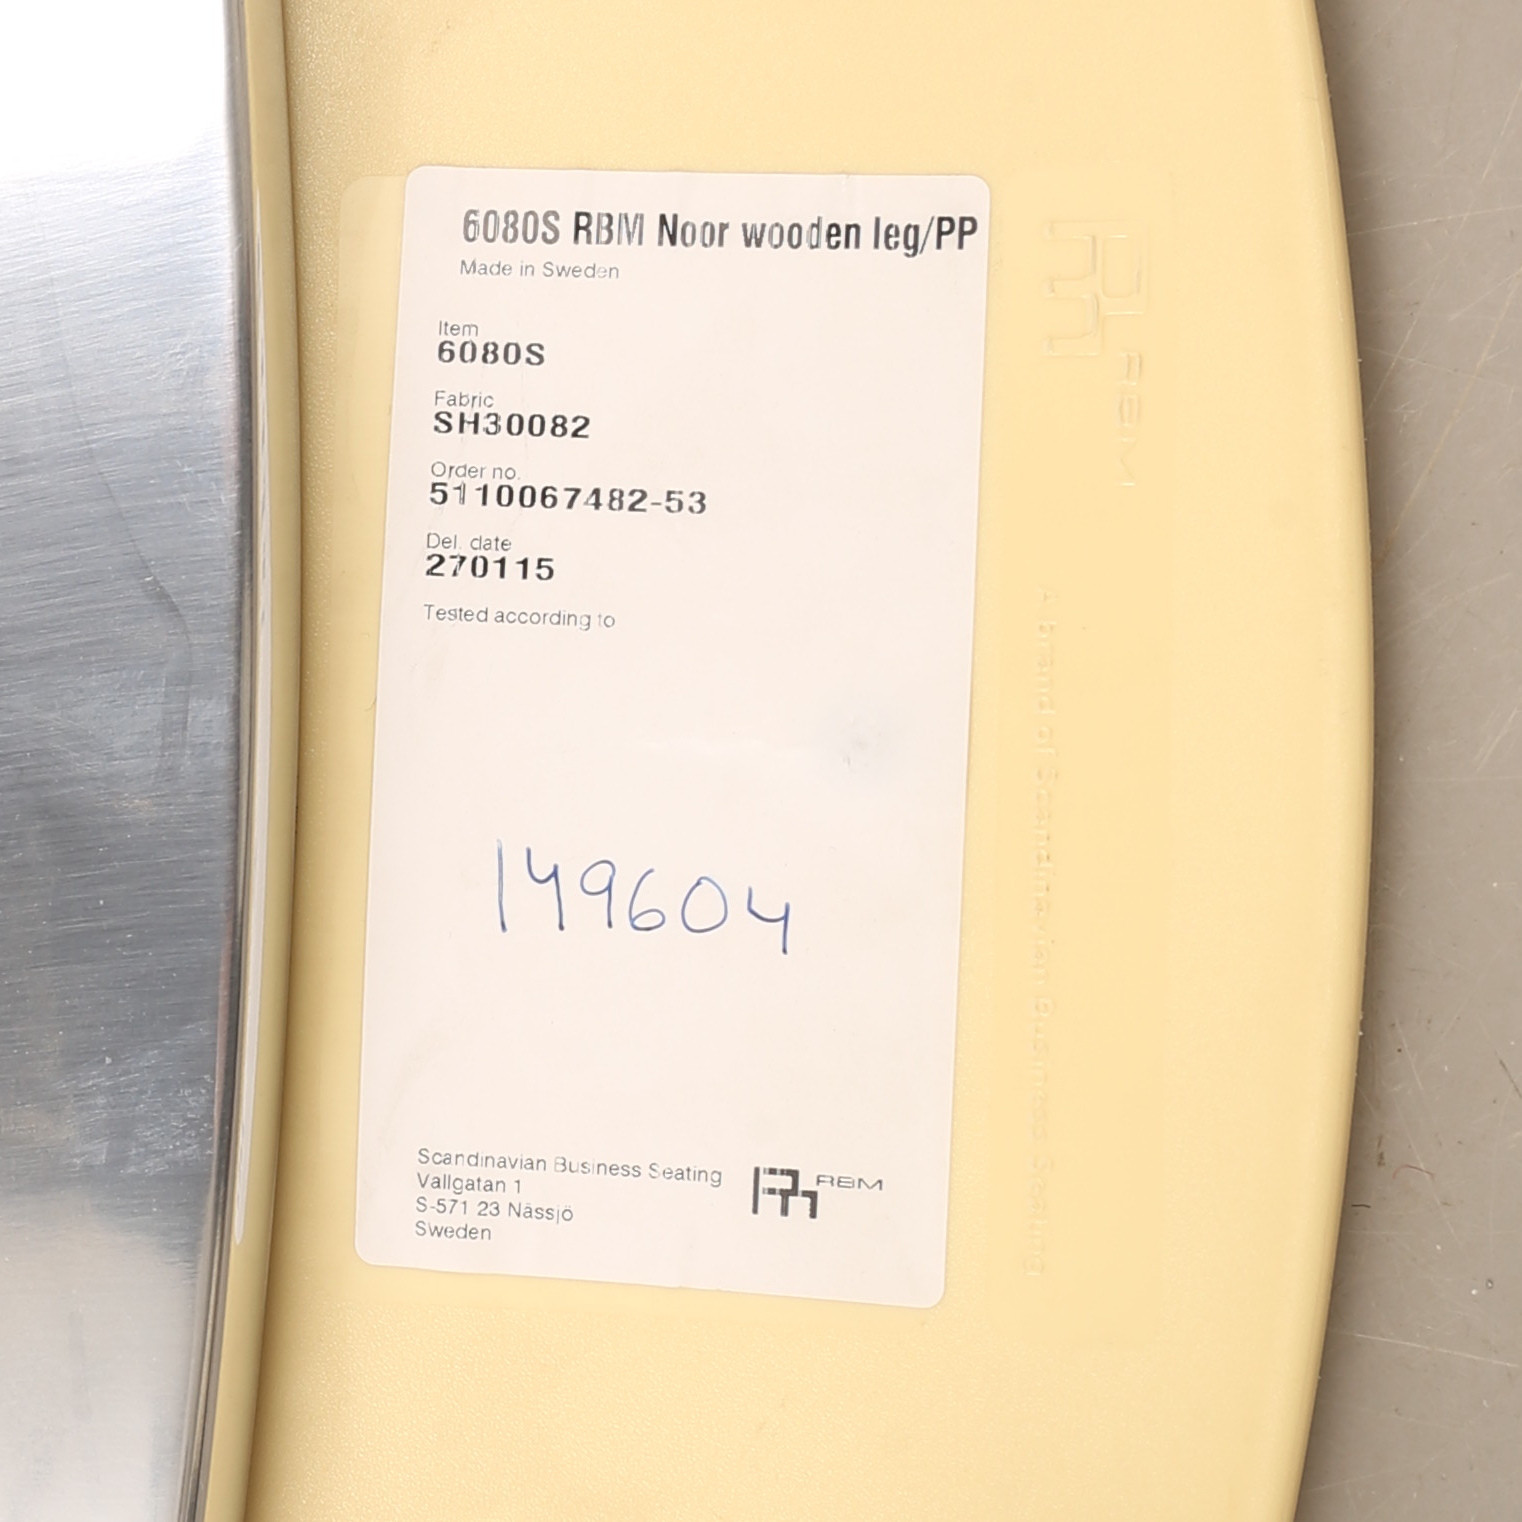 6080S RBM Noor wooden leg/PP
Made in Sweden
Item
6080S
Fabric
SH30082
Order no.
5110067482-53
Del. date
270115
Tested according to
149604
Scandinavian Business Seating
Vallgatan 1
S-571 23 Nässjö
Sweden
RBM
RBM
A brand of Scandinavian Business Seating